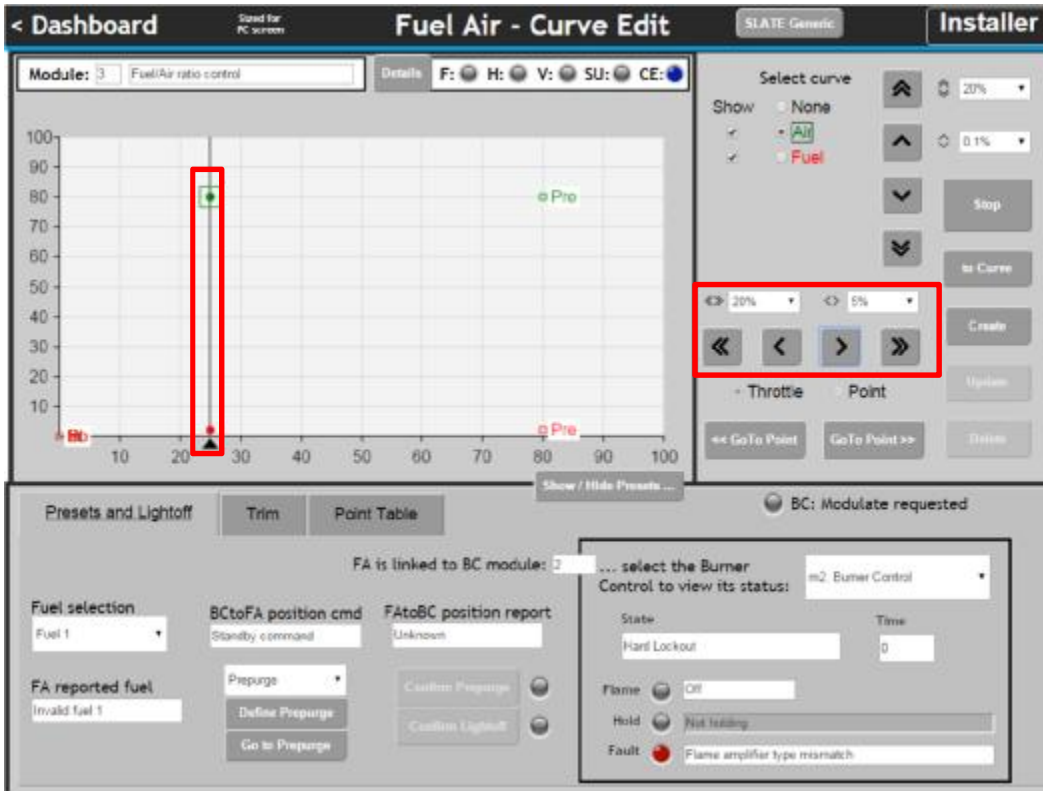 < Dashboard
Sized for
PC screen
Fuel Air - Curve Edit
SLATE Generic
Installer
Module: 3 Fuel/Air ratio control
Details
F: H: V: SU: CE:
Select curve
Show
None
Air
Fuel
20%
0.1%
Stop
to Curve
Create
Update
Delete
20%
5%
Throttle Point
<< GoTo Point
GoTo Point >>
100
90
80
70
60
50
40
30
20
10
Pro
Pre
10 20 30 40 50 60 70 80 90 100
Show / Hide Presets ...
Presets and Lightoff
Trim
Point Table
BC: Modulate requested
FA is linked to BC module: 2
... select the Burner
Control to view its status:
m2. Burner Control
Fuel selection
Fuel 1
BCtoFA position cmd
Standby command
FAtoBC position report
Unknown
State
Hard Lockout
Time
0
FA reported fuel
Invalid fuel 1
Prepurge
Define Prepurge
Go to Prepurge
Confirm Prepurge
Confirm Lightoff
Flame Off
Hold Not holding
Fault Flame amplifier type mismatch